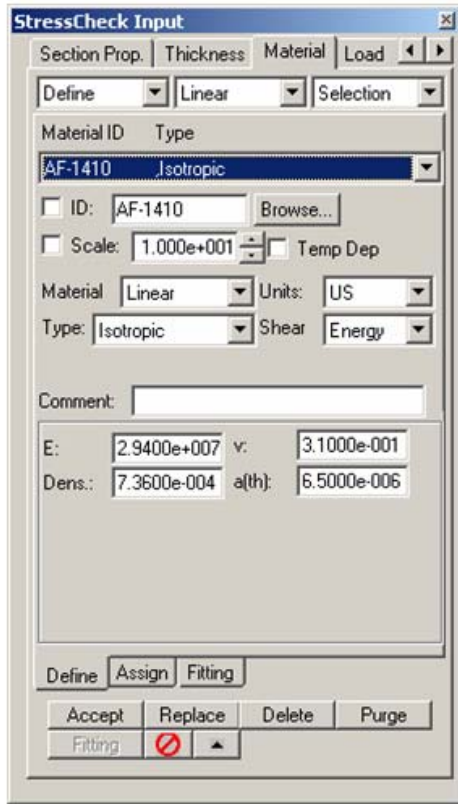 StressCheck Input
Section Prop. Thickness Material Load
Define Linear Selection
Material ID Type
AF-1410 ,Isotropic
ID: AF-1410 Browse...
Scale: 1.000e+001 Temp Dep
Material Linear Units: US
Type: Isotropic Shear Energy
Comment:
E: 2.9400e+007 v: 3.1000e-001
Dens.: 7.3600e-004 a(th): 6.5000e-006
Define Assign Fitting
Accept Replace Delete Purge
Fitting